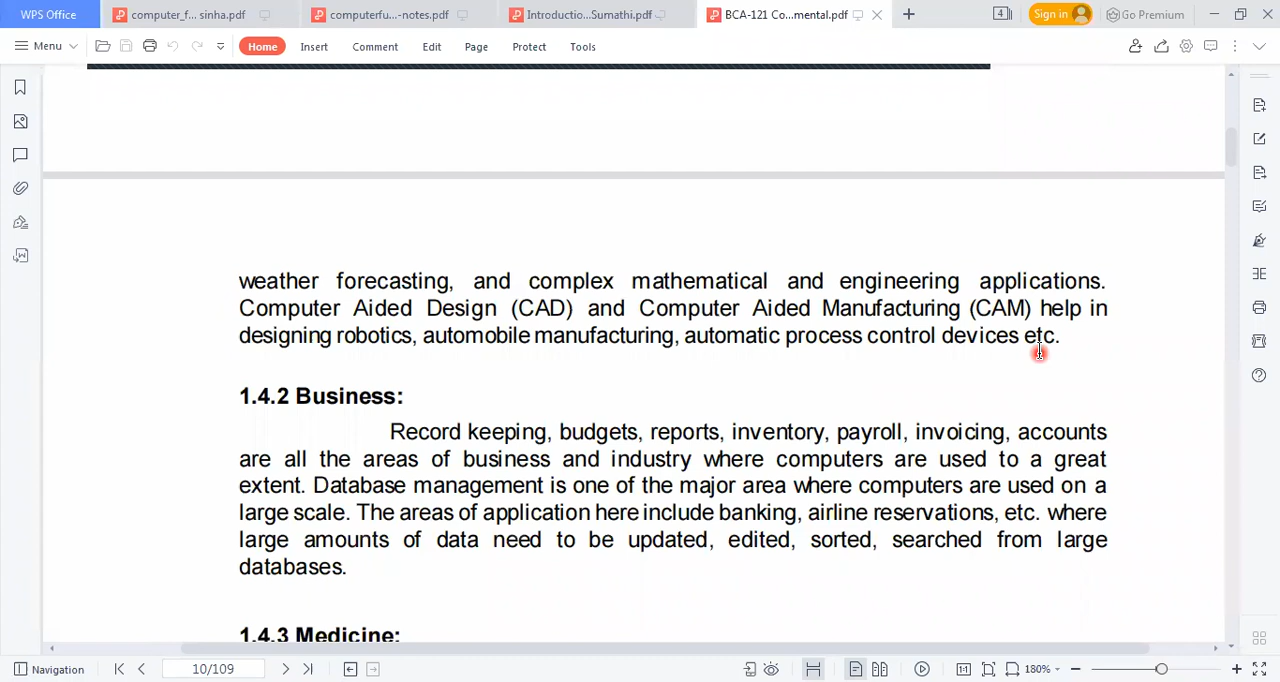 WPS Office computer_f... sinha.pdf computerfu...-notes.pdf Introductio...Sumathi.pdf BCA-121 Co...mental.pdf Sign in Go Premium
Menu Home Insert Comment Edit Page Protect Tools
weather forecasting, and complex mathematical and engineering applications.
Computer Aided Design (CAD) and Computer Aided Manufacturing (CAM) help in
designing robotics, automobile manufacturing, automatic process control devices etc.
1.4.2 Business:
Record keeping, budgets, reports, inventory, payroll, invoicing, accounts
are all the areas of business and industry where computers are used to a great
extent. Database management is one of the major area where computers are used on a
large scale. The areas of application here include banking, airline reservations, etc. where
large amounts of data need to be updated, edited, sorted, searched from large
databases.
1.4.3 Medicine:
Navigation 10/109 180%